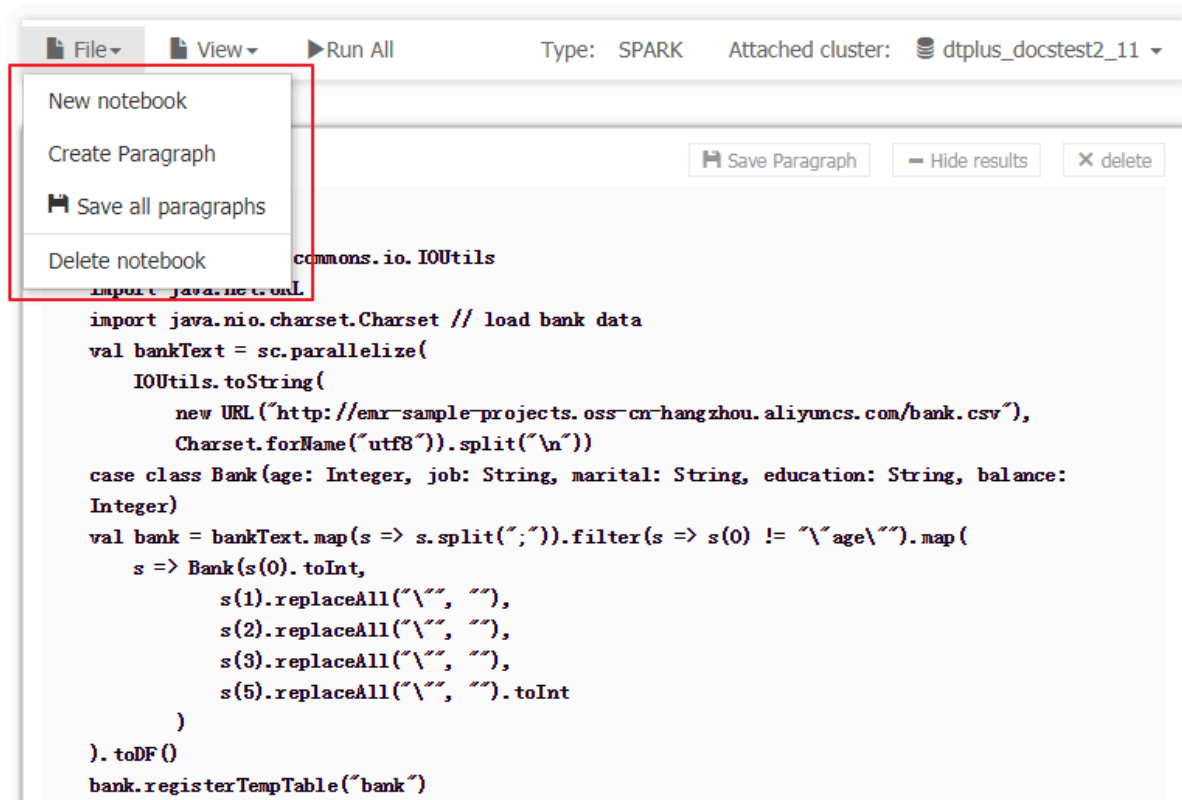 File View Run All Type: SPARK Attached cluster: dtplus_docstest2_11
New notebook
Create Paragraph
Save all paragraphs
Delete notebook
Save Paragraph Hide results delete
commons.io.IOUtils
import java.net.URL
import java.nio.charset.Charset // load bank data
val bankText = sc.parallelize(
IOUtils.toString(
new URL("http://emr-sample-projects.oss-cn-hangzhou.aliyuncs.com/bank.csv"),
Charset.forName("utf8")).split("\n"))
case class Bank(age: Integer, job: String, marital: String, education: String, balance:
Integer)
val bank = bankText.map(s => s.split(";")).filter(s => s(0) != "\"age\"").map(
s => Bank(s(0).toInt,
s(1).replaceAll("\"", ""),
s(2).replaceAll("\"", ""),
s(3).replaceAll("\"", ""),
s(5).replaceAll("\"", "").toInt
)
).toDF()
bank.registerTempTable("bank")